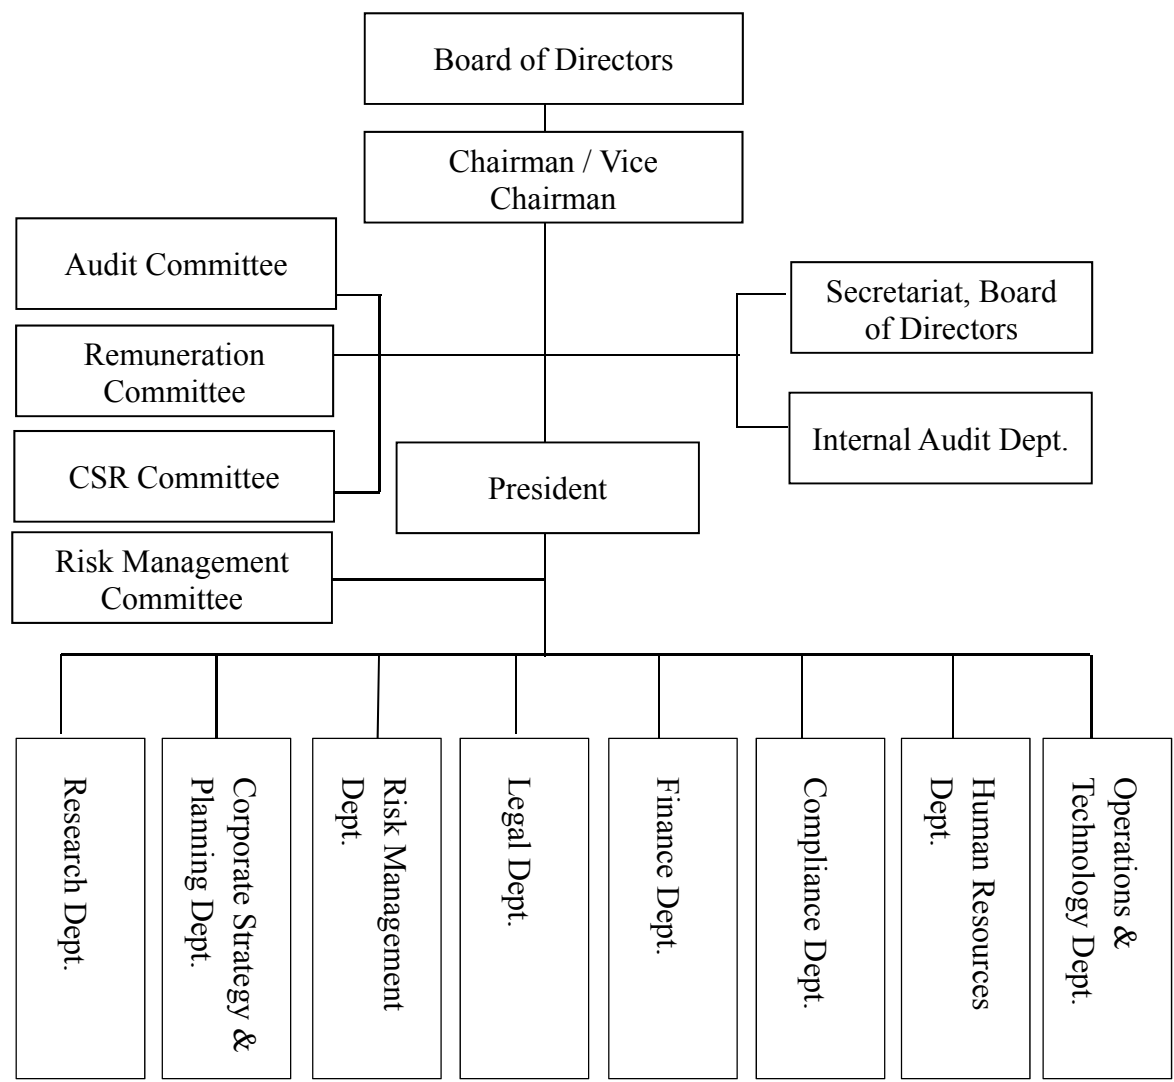 Board of Directors
Chairman / Vice
Chairman
Audit Committee
Secretariat, Board
of Directors
Remuneration
Committee
Internal Audit Dept.
CSR Committee
President
Risk Management
Committee
Research Dept.
Corporate Strategy &
Planning Dept.
Risk Management
Dept.
Legal Dept.
Finance Dept.
Compliance Dept.
Human Resources
Dept.
Operations &
Technology Dept.